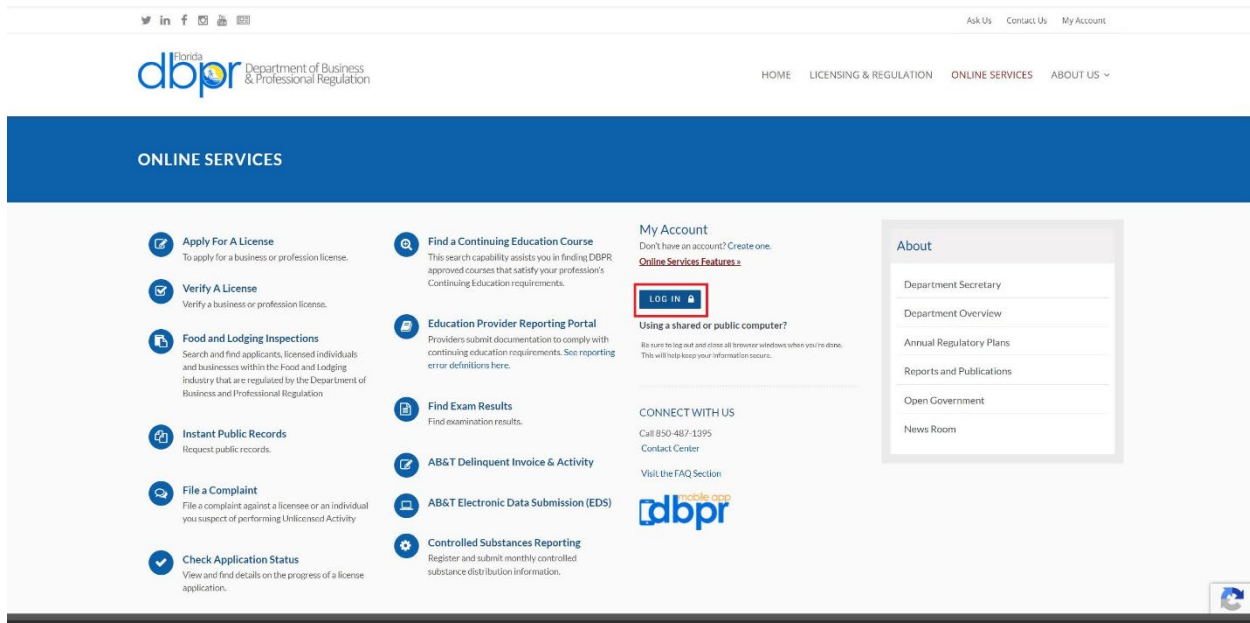 Ask Us Contact Us My Account
Florida
dbpr Department of Business
& Professional Regulation
HOME LICENSING & REGULATION ONLINE SERVICES ABOUT US
ONLINE SERVICES
Apply For A License
To apply for a business or profession license.
Verify A License
Verify a business or profession license.
Food and Lodging Inspections
Search and find applicants, licensed individuals
and businesses within the Food and Lodging
industry that are regulated by the Department of
Business and Professional Regulation
Instant Public Records
Request public records.
File a Complaint
File a complaint against a licensee or an individual
you suspect of performing Unlicensed Activity
Check Application Status
View and find details on the progress of a license
application.
Find a Continuing Education Course
This search capability assists you in finding DBPR
approved courses that satisfy your profession's
Continuing Education requirements.
Education Provider Reporting Portal
Providers submit documentation to comply with
continuing education requirements. See reporting
error definitions here.
Find Exam Results
Find examination results.
AB&T Delinquent Invoice & Activity
AB&T Electronic Data Submission (EDS)
Controlled Substances Reporting
Register and submit monthly controlled
substance distribution information.
My Account
Don't have an account? Create one.
Online Services Features »
LOG IN
Using a shared or public computer?
Be sure to log out and close all browser windows when you're done.
This will help keep your information secure.
CONNECT WITH US
Call 850-487-1395
Contact Center
Visit the FAQ Section
mobile app
dbpr
About
Department Secretary
Department Overview
Annual Regulatory Plans
Reports and Publications
Open Government
News Room